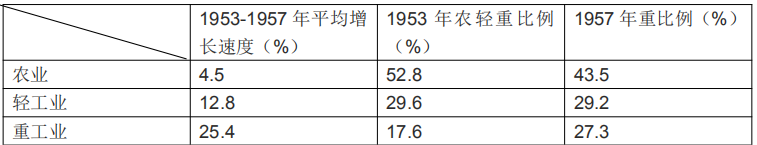 1953-1957 年平均增长速度（%） 1953 年农轻重比例（%） 1957 年重比例（%）
农业 4.5 52.8 43.5
轻工业 12.8 29.6 29.2
重工业 25.4 17.6 27.3